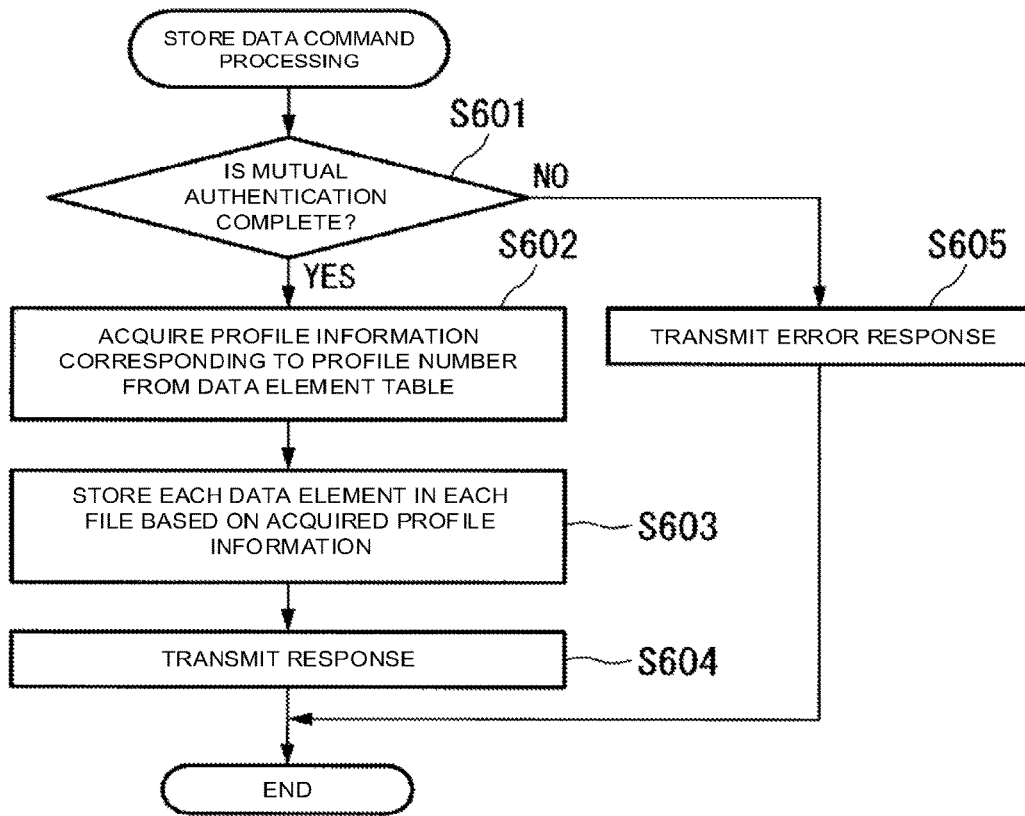 STORE DATA COMMAND
PROCESSING
S601
IS MUTUAL
AUTHENTICATION
COMPLETE?
NO
YES
S602
S605
ACQUIRE PROFILE INFORMATION
CORRESPONDING TO PROFILE NUMBER
FROM DATA ELEMENT TABLE
TRANSMIT ERROR RESPONSE
STORE EACH DATA ELEMENT IN EACH
FILE BASED ON ACQUIRED PROFILE
INFORMATION
S603
TRANSMIT RESPONSE
S604
END